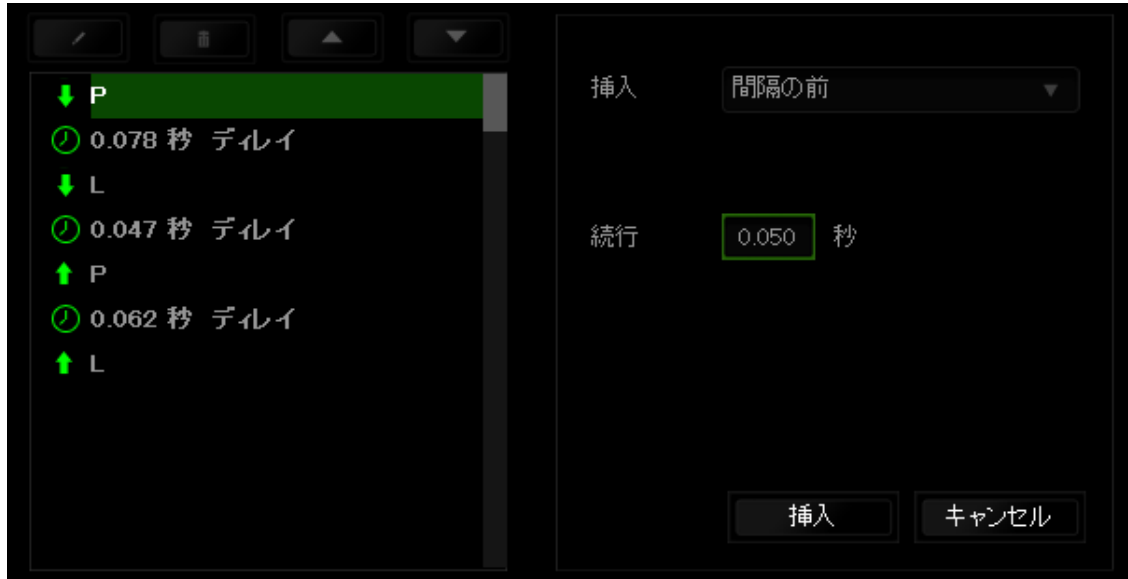 P
0.078 秒 ディレイ
L
0.047 秒 ディレイ
P
0.062 秒 ディレイ
L
挿入 間隔の前
続行 0.050 秒
挿入 キャンセル